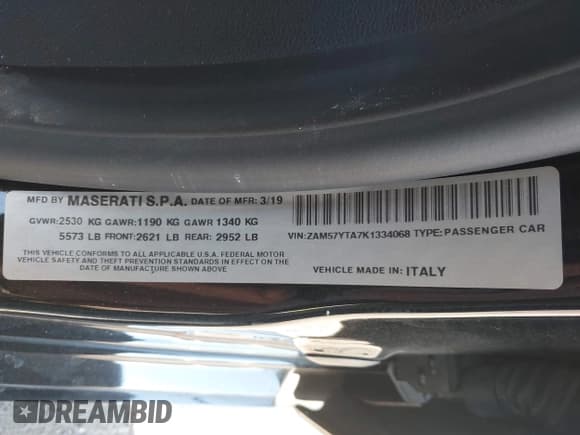 MFD BY MASERATI S.P.A. DATE OF MFR: 3/19
GVWR:2530 KG GAWR:1190 KG GAWR 1340 KG
5573 LB FRONT:2621 LB REAR: 2952 LB
THIS VEHICLE CONFORMS TO ALL APPLICABLE U.S.A. FEDERAL MOTOR
VEHICLE SAFETY AND THEFT PREVENTION STANDARDS IN EFFECT ON THE
DATE OF MANUFACTURE SHOWN ABOVE
VIN:ZAM57YTA7K1334068 TYPE:PASSENGER CAR
VEHICLE MADE IN: ITALY
DREAMBID